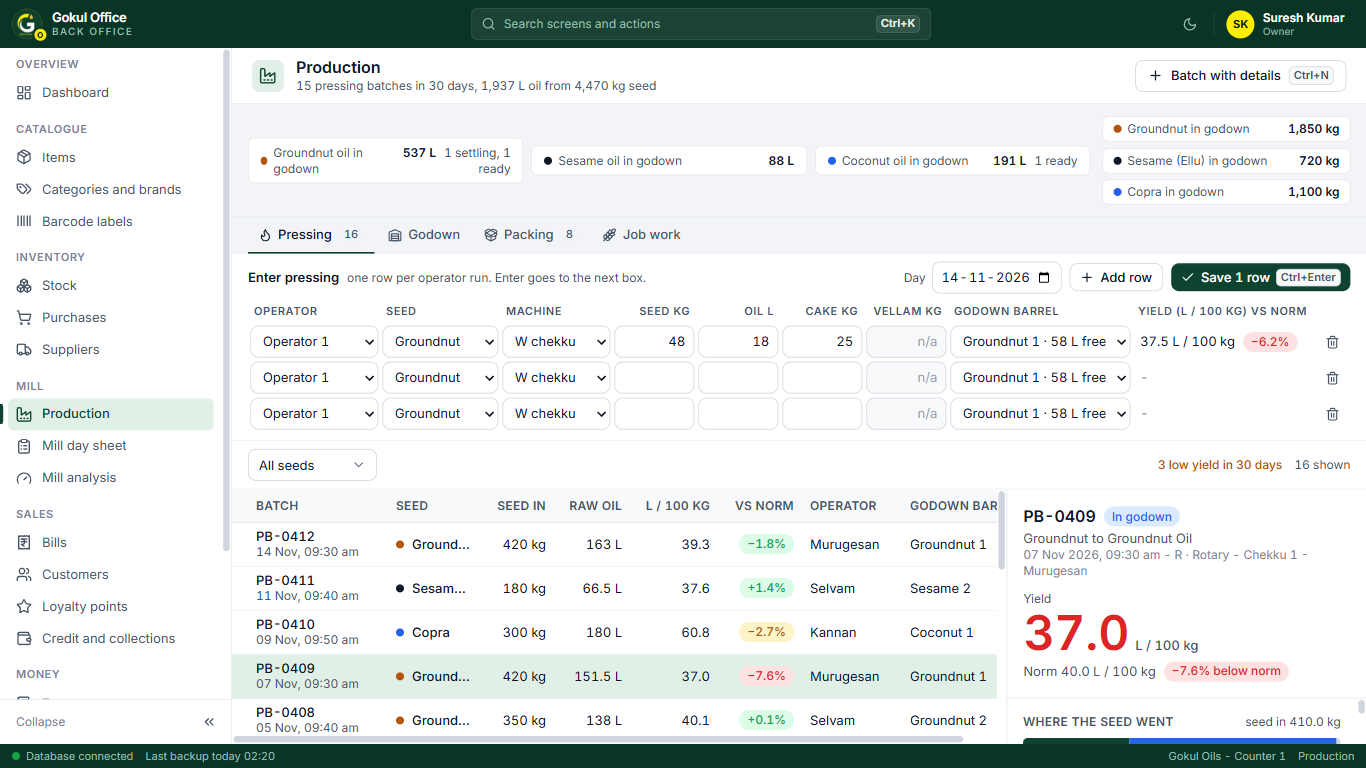 Gokul Office
BACK OFFICE
Search screens and actions Ctrl+K
SK Suresh Kumar
Owner
OVERVIEW
Dashboard
CATALOGUE
Items
Categories and brands
Barcode labels
INVENTORY
Stock
Purchases
Suppliers
MILL
Production
Mill day sheet
Mill analysis
SALES
Bills
Customers
Loyalty points
Credit and collections
MONEY
Collapse
Production
15 pressing batches in 30 days, 1,937 L oil from 4,470 kg seed
+ Batch with details Ctrl+N
Groundnut oil in godown 537 L 1 settling, 1 ready
Sesame oil in godown 88 L
Coconut oil in godown 191 L 1 ready
Groundnut in godown 1,850 kg
Sesame (Ellu) in godown 720 kg
Copra in godown 1,100 kg
Pressing 16 Godown Packing 8 Job work
Enter pressing one row per operator run. Enter goes to the next box.
Day 14-11-2026 + Add row Save 1 row Ctrl+Enter
OPERATOR SEED MACHINE SEED KG OIL L CAKE KG VELLAM KG GODOWN BARREL YIELD (L / 100 KG) VS NORM
Operator 1 Groundnut W chekku 48 18 25 n/a Groundnut 1 · 58 L free 37.5 L / 100 kg −6.2%
Operator 1 Groundnut W chekku n/a Groundnut 1 · 58 L free -
Operator 1 Groundnut W chekku n/a Groundnut 1 · 58 L free -
All seeds 3 low yield in 30 days 16 shown
BATCH SEED SEED IN RAW OIL L / 100 KG VS NORM OPERATOR GODOWN BAR
PB-0412 Ground... 420 kg 163 L 39.3 −1.8% Murugesan Groundnut 1
14 Nov, 09:30 am
PB-0411 Sesam... 180 kg 66.5 L 37.6 +1.4% Selvam Sesame 2
11 Nov, 09:40 am
PB-0410 Copra 300 kg 180 L 60.8 −2.7% Kannan Coconut 1
09 Nov, 09:50 am
PB-0409 Ground... 420 kg 151.5 L 37.0 −7.6% Murugesan Groundnut 1
07 Nov, 09:30 am
PB-0408 Ground... 350 kg 138 L 40.1 +0.1% Selvam Groundnut 2
05 Nov, 09:40 am
PB-0409 In godown
Groundnut to Groundnut Oil
07 Nov 2026, 09:30 am - R · Rotary - Chekku 1 -
Murugesan
Yield
37.0 L / 100 kg
Norm 40.0 L / 100 kg −7.6% below norm
WHERE THE SEED WENT seed in 410.0 kg
Database connected Last backup today 02:20
Gokul Oils - Counter 1 Production